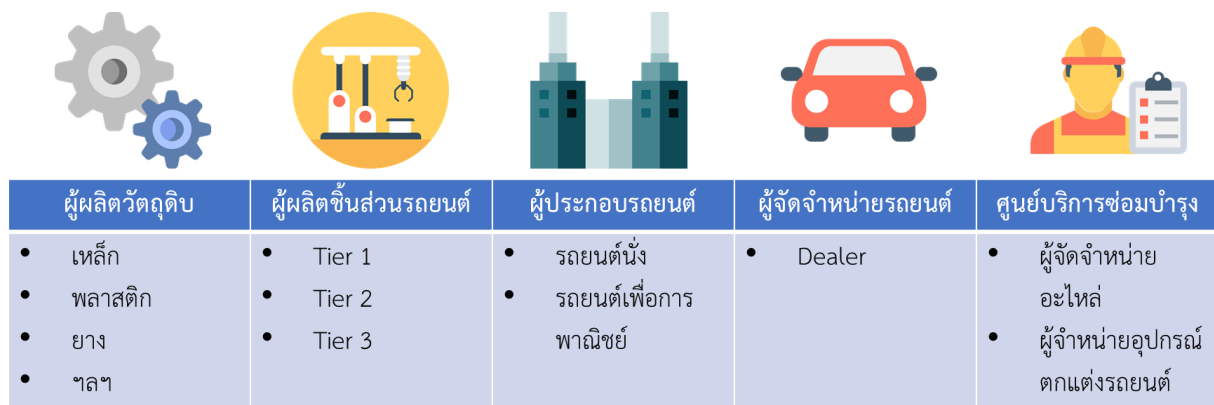 ผู้ผลิตวัตถุดิบ
• เหล็ก
• พลาสติก
• ยาง
• ฯลฯ
ผู้ผลิตชิ้นส่วนรถยนต์
• Tier 1
• Tier 2
• Tier 3
ผู้ประกอบรถยนต์
• รถยนต์นั่ง
• รถยนต์เพื่อการ
พาณิชย์
ผู้จัดจำหน่ายรถยนต์
• Dealer
ศูนย์บริการซ่อมบำรุง
• ผู้จัดจำหน่าย
อะไหล่
• ผู้จำหน่ายอุปกรณ์
ตกแต่งรถยนต์